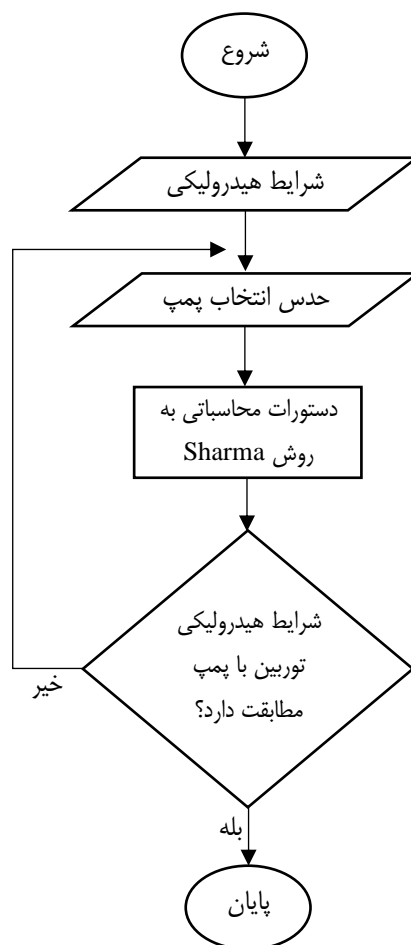 شروع
شرایط هیدرولیکی
حدس انتخاب پمپ
دستورات محاسباتی به
روش Sharma
شرایط هیدرولیکی
توربین با پمپ
مطابقت دارد؟
خیر
بله
پایان